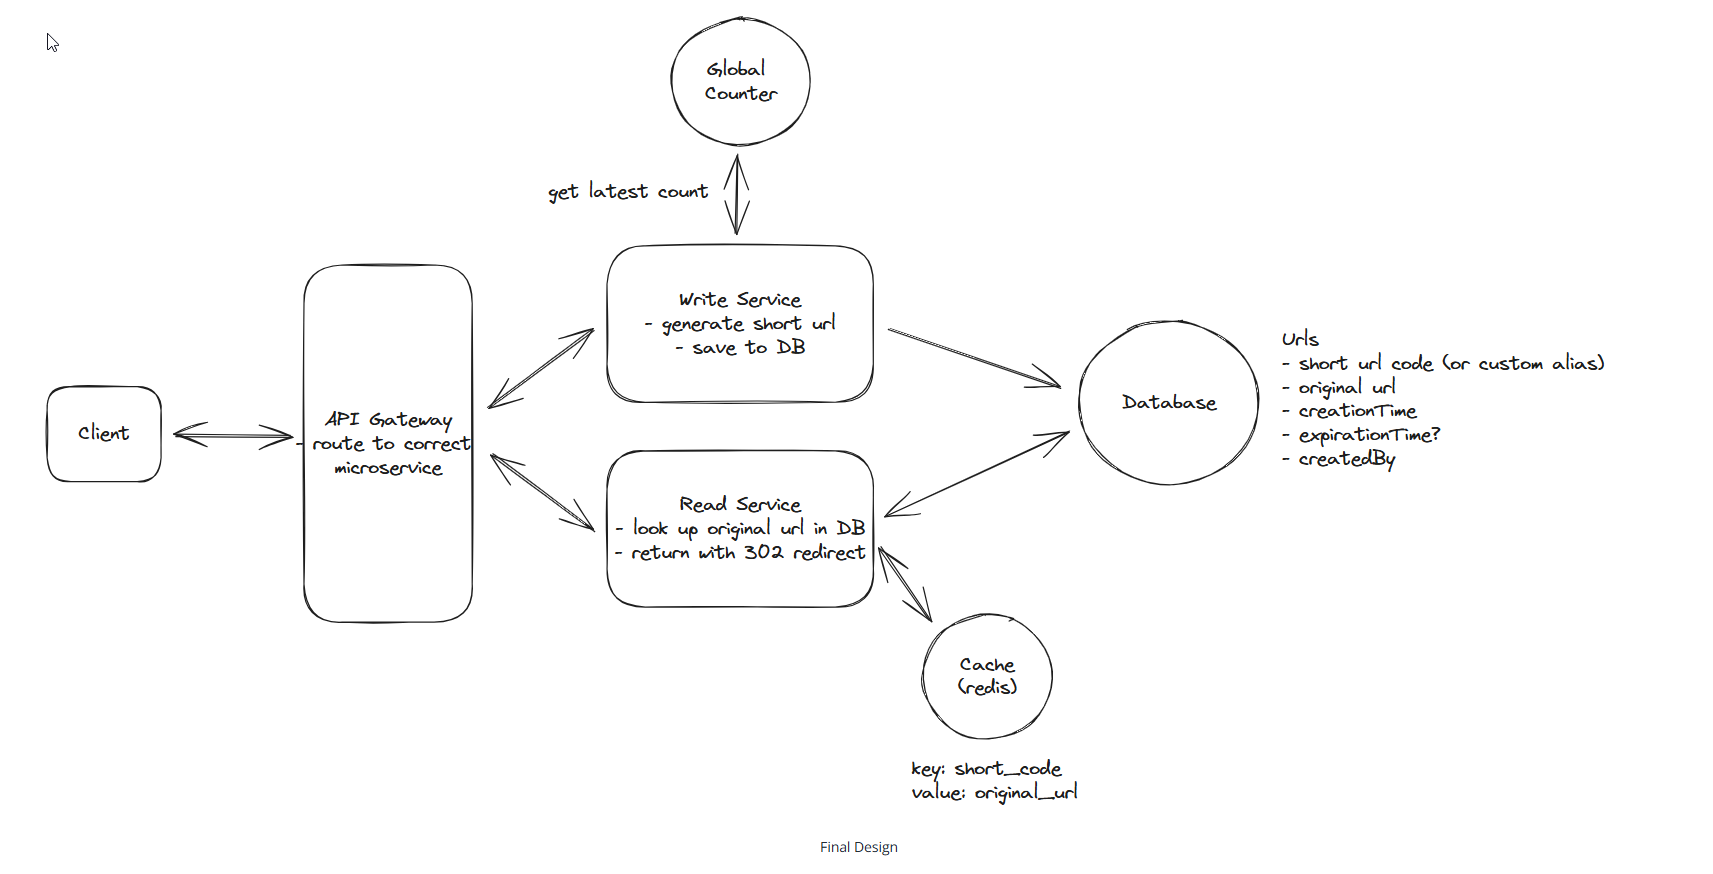 Global
Counter
get latest count
Write Service
- generate short url
- save to DB
Client
API Gateway
- route to correct
microservice
Read Service
- look up original url in DB
- return with 302 redirect
Database
Urls
- short url code (or custom alias)
- original url
- creationTime
- expirationTime?
- createdBy
Cache
(redis)
key: short_code
value: original_url
Final Design